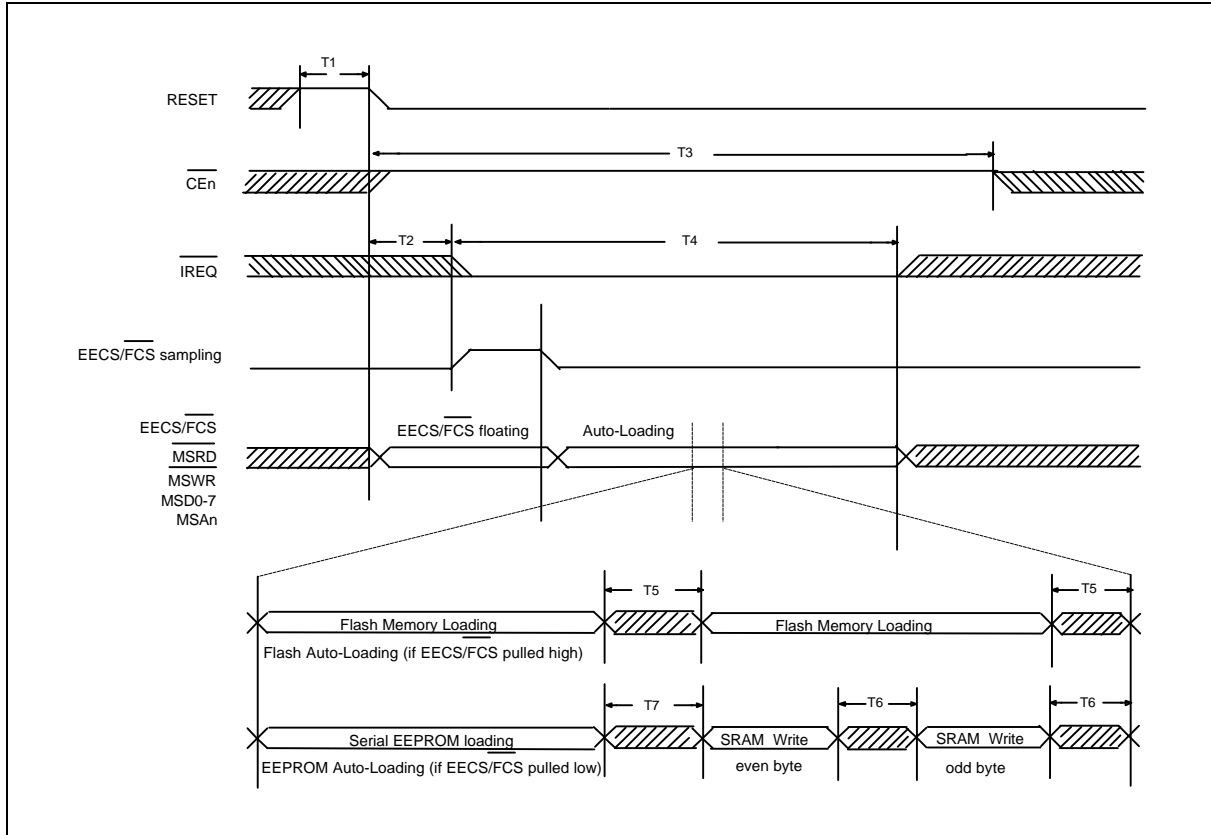 T1
RESET
T3
CEn
T2
T4
IREQ
EECS/FCS sampling
EECS/FCS
EECS/FCS floating
Auto-Loading
MSRD
MSWR
MSD0-7
MSAn
T5
T5
Flash Memory Loading
Flash Memory Loading
Flash Auto-Loading (if EECS/FCS pulled high)
T7
T6
T6
Serial EEPROM loading
SRAM Write
SRAM Write
EEPROM Auto-Loading (if EECS/FCS pulled low)
even byte
odd byte